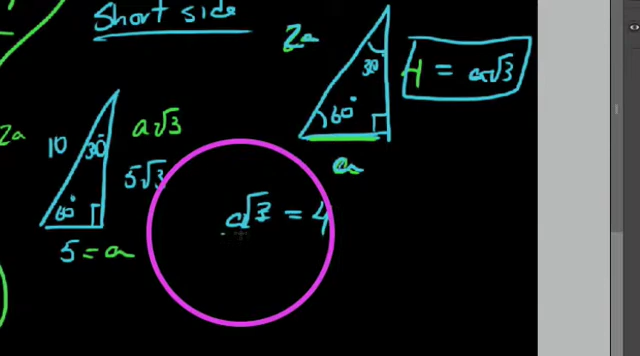 Short side
2a
30
4 = a√3
60°
a
2a
10
30°
a√3
5√3
60°
5 = a
a√3 = 4